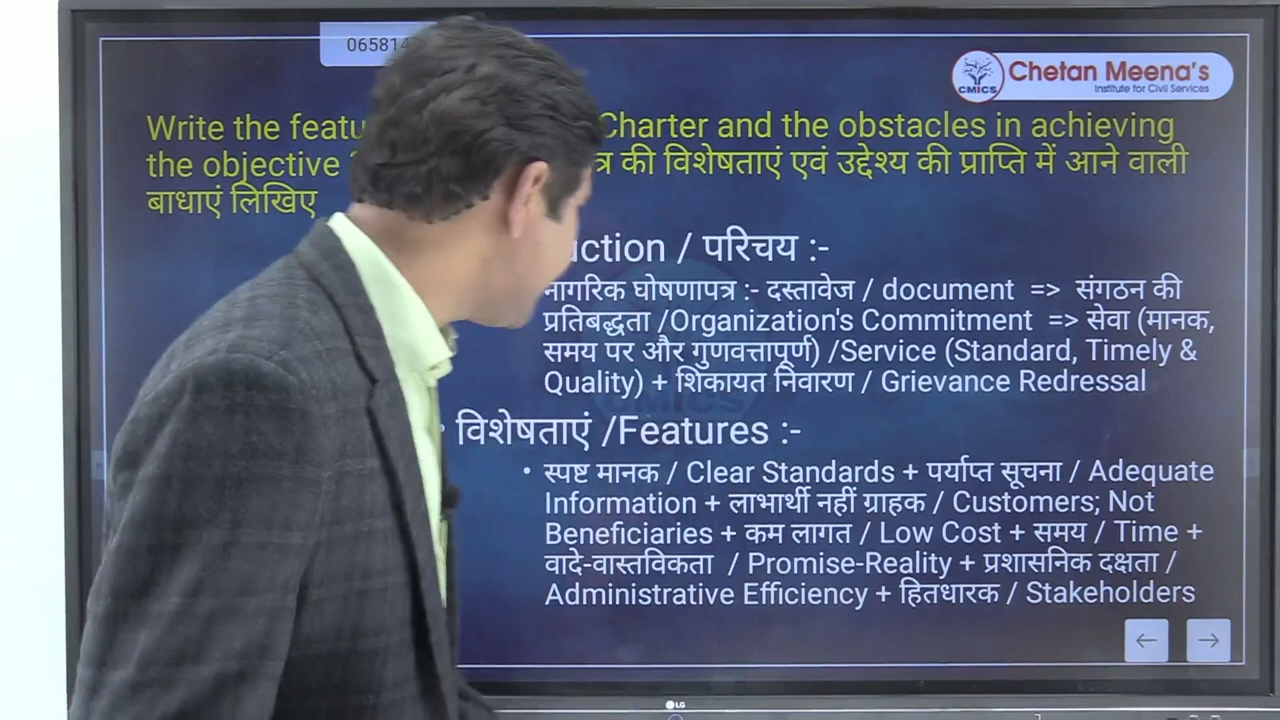 065814
Chetan Meena's
Institute for Civil Services
CMICS
Write the Charter and the obstacles in achieving
the objective की विशेषताएं एवं उद्देश्य की प्राप्ति में आने वाली
बाधाएं लिखिए
/ परिचय :-
नागरिक घोषणापत्र :- दस्तावेज / document => संगठन की
प्रतिबद्धता /Organization's Commitment => सेवा (मानक,
समय पर और गुणवत्तापूर्ण) /Service (Standard, Timely &
Quality) + शिकायत निवारण / Grievance Redressal
CMICS
विशेषताएं /Features :-
• स्पष्ट मानक / Clear Standards + पर्याप्त सूचना / Adequate
Information + लाभार्थी नहीं ग्राहक / Customers; Not
Beneficiaries + कम लागत / Low Cost + समय / Time +
वादे-वास्तविकता / Promise-Reality + प्रशासनिक दक्षता /
Administrative Efficiency + हितधारक / Stakeholders
LG